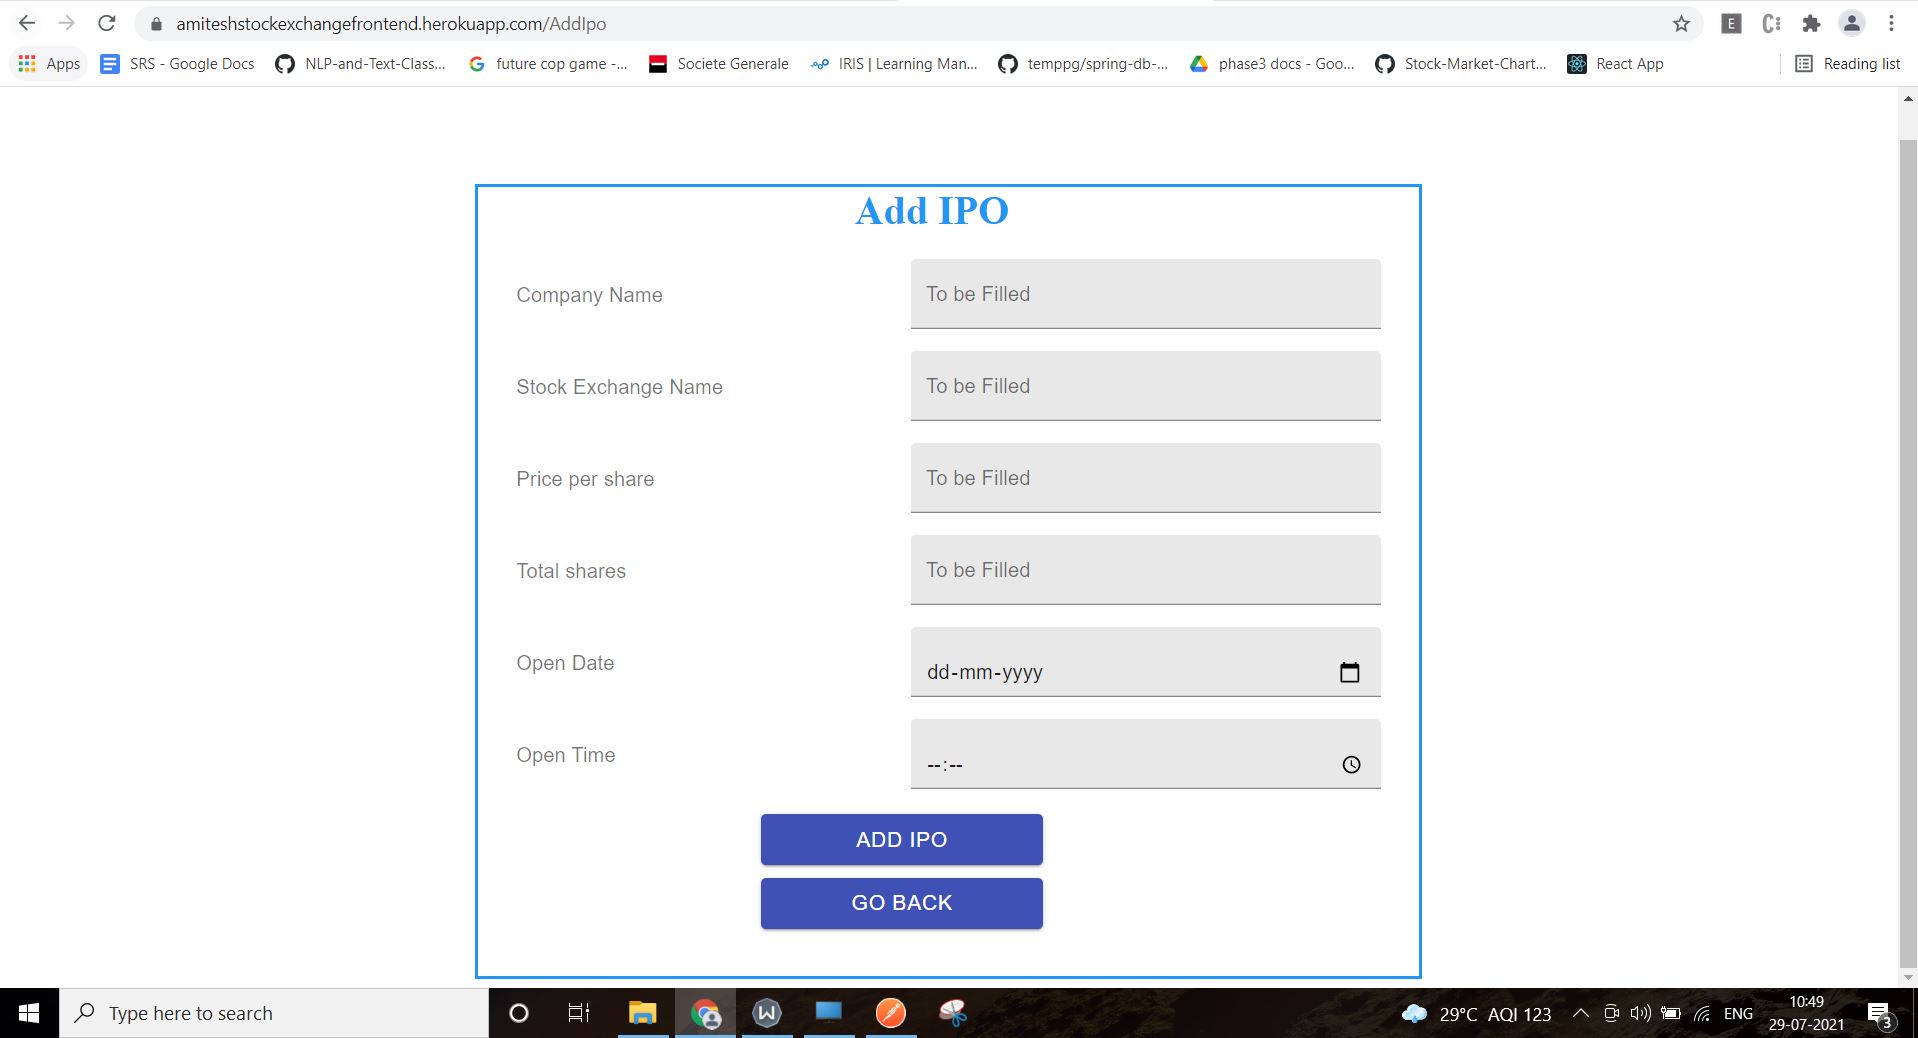 amiteshstockexchangefrontend.herokuapp.com/AddIpo
E
Apps SRS - Google Docs NLP-and-Text-Class... future cop game -... Societe Generale IRIS | Learning Man... temppg/spring-db-... phase3 docs - Goo... Stock-Market-Chart... React App Reading list
Add IPO
Company Name To be Filled
Stock Exchange Name To be Filled
Price per share To be Filled
Total shares To be Filled
Open Date dd-mm-yyyy
Open Time --:--
ADD IPO
GO BACK
Type here to search W 29°C AQI 123 ENG 10:49
29-07-2021 3